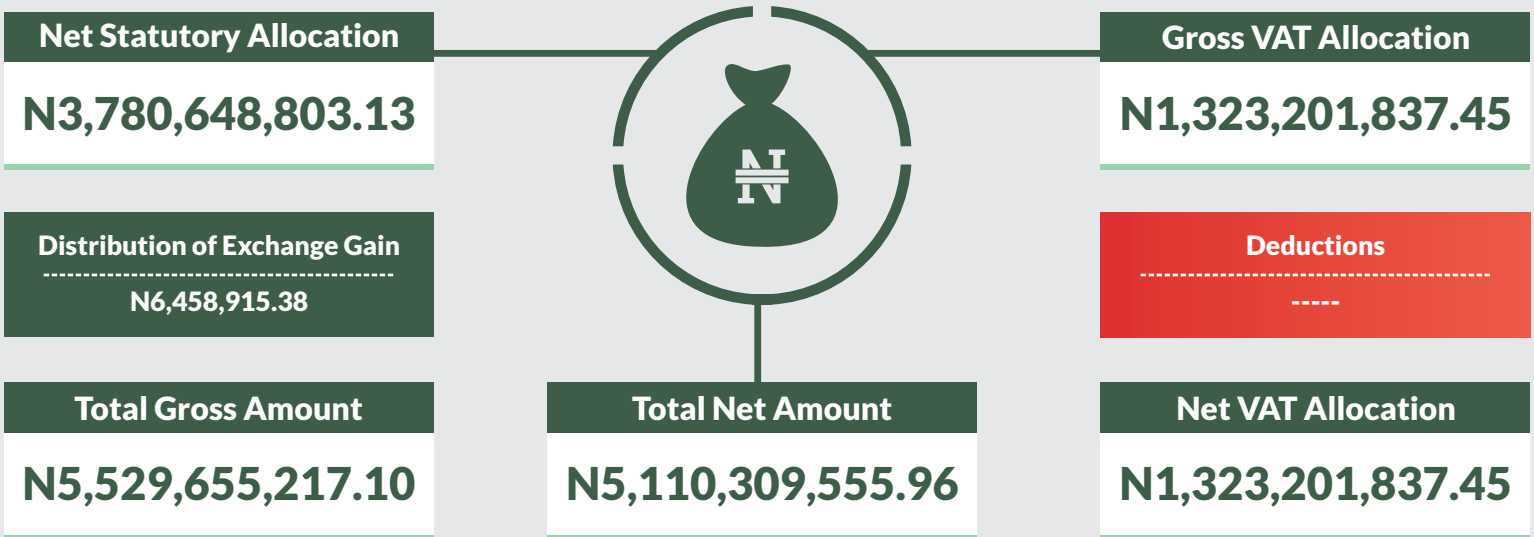 Net Statutory Allocation
N3,780,648,803.13
Gross VAT Allocation
N1,323,201,837.45
₦
Distribution of Exchange Gain
N6,458,915.38
Deductions
-----
Total Gross Amount
N5,529,655,217.10
Total Net Amount
N5,110,309,555.96
Net VAT Allocation
N1,323,201,837.45